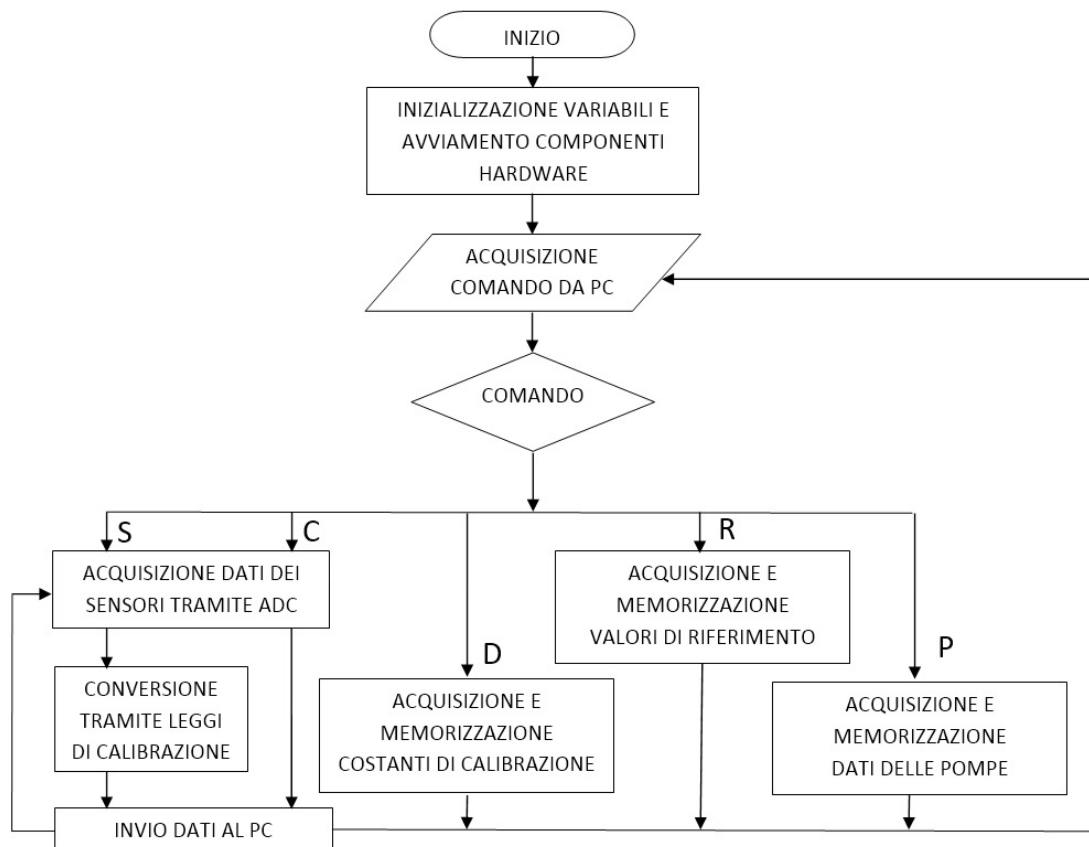 INIZIO
INIZIALIZZAZIONE VARIABILI E
AVVIAMENTO COMPONENTI
HARDWARE
ACQUISIZIONE
COMANDO DA PC
COMANDO
S
C
ACQUISIZIONE DATI DEI
SENSORI TRAMITE ADC
CONVERSIONE
TRAMITE LEGGI
DI CALIBRAZIONE
INVIO DATI AL PC
D
ACQUISIZIONE E
MEMORIZZAZIONE
COSTANTI DI CALIBRAZIONE
R
ACQUISIZIONE E
MEMORIZZAZIONE
VALORI DI RIFERIMENTO
P
ACQUISIZIONE E
MEMORIZZAZIONE
DATI DELLE POMPE